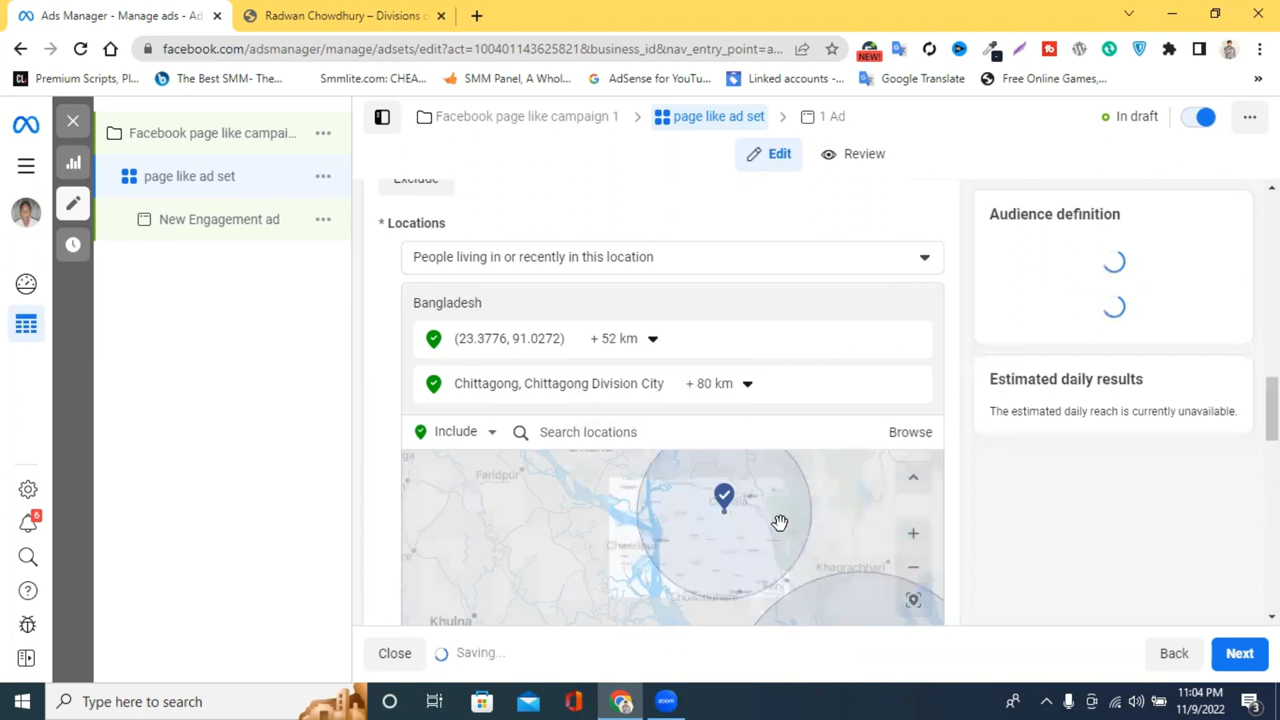 Ads Manager - Manage ads - Ad
Radwan Chowdhury – Divisions o
facebook.com/adsmanager/manage/adsets/edit?act=100401143625821&business_id&nav_entry_point=a...
NEW!
Premium Scripts, Pl...
The Best SMM- The...
Smmlite.com: CHEA...
SMM Panel, A Whol...
AdSense for YouTu...
Linked accounts -...
Google Translate
Free Online Games,...
Facebook page like campai...
page like ad set
New Engagement ad
Facebook page like campaign 1
page like ad set
1 Ad
In draft
Edit
Review
Exclude
* Locations
People living in or recently in this location
Bangladesh
(23.3776, 91.0272) + 52 km
Chittagong, Chittagong Division City + 80 km
Include
Search locations
Browse
Faridpur
Khagrachhari
Feni
Khulna
Audience definition
Estimated daily results
The estimated daily reach is currently unavailable.
Close
Saving...
Back
Next
6
Type here to search
11:04 PM
11/9/2022
3